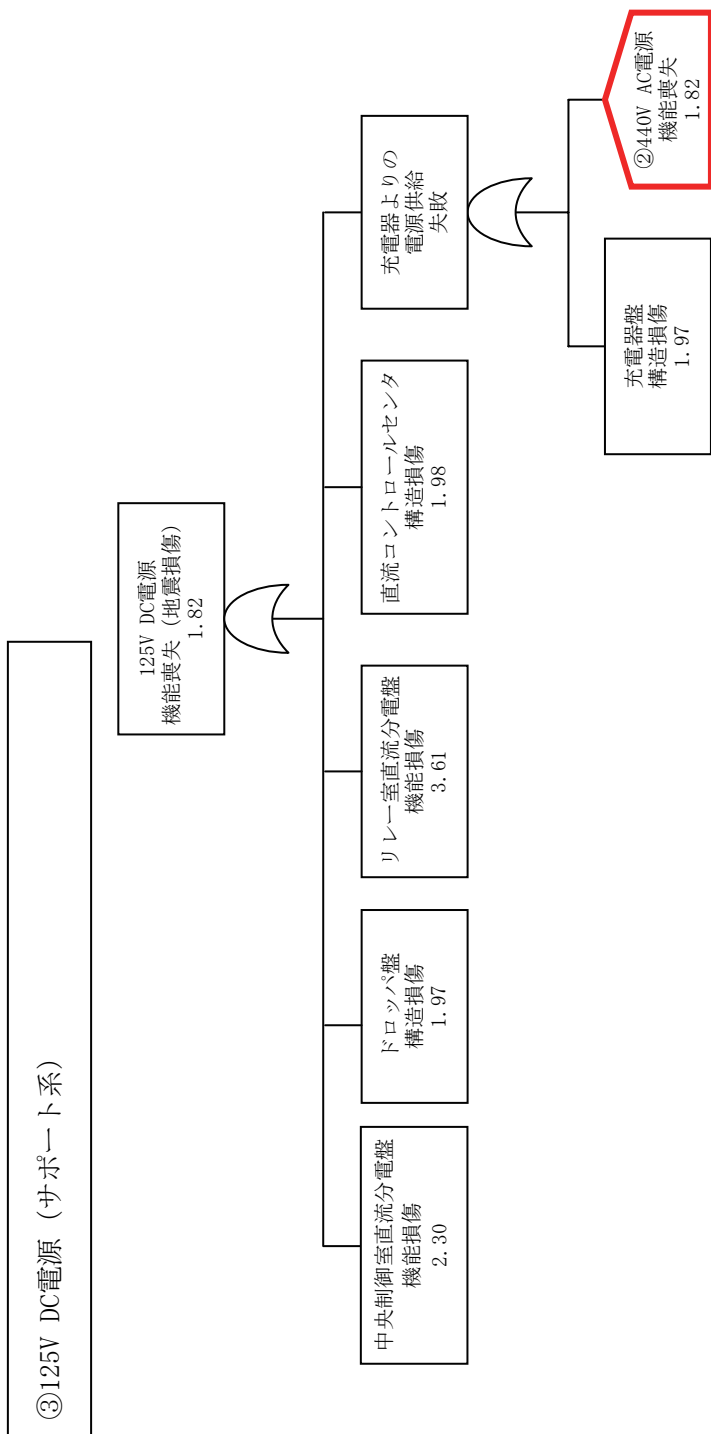 ③125V DC電源（サポート系）
125V DC電源
機能喪失（地震損傷）
1.82
中央制御室直流分電盤
機能損傷
2.30
ドロッパ盤
構造損傷
1.97
リレー室直流分電盤
機能損傷
3.61
直流コントロールセンタ
構造損傷
1.98
充電器よりの
電源供給
失敗
充電器盤
構造損傷
1.97
②440V AC電源
機能喪失
1.82